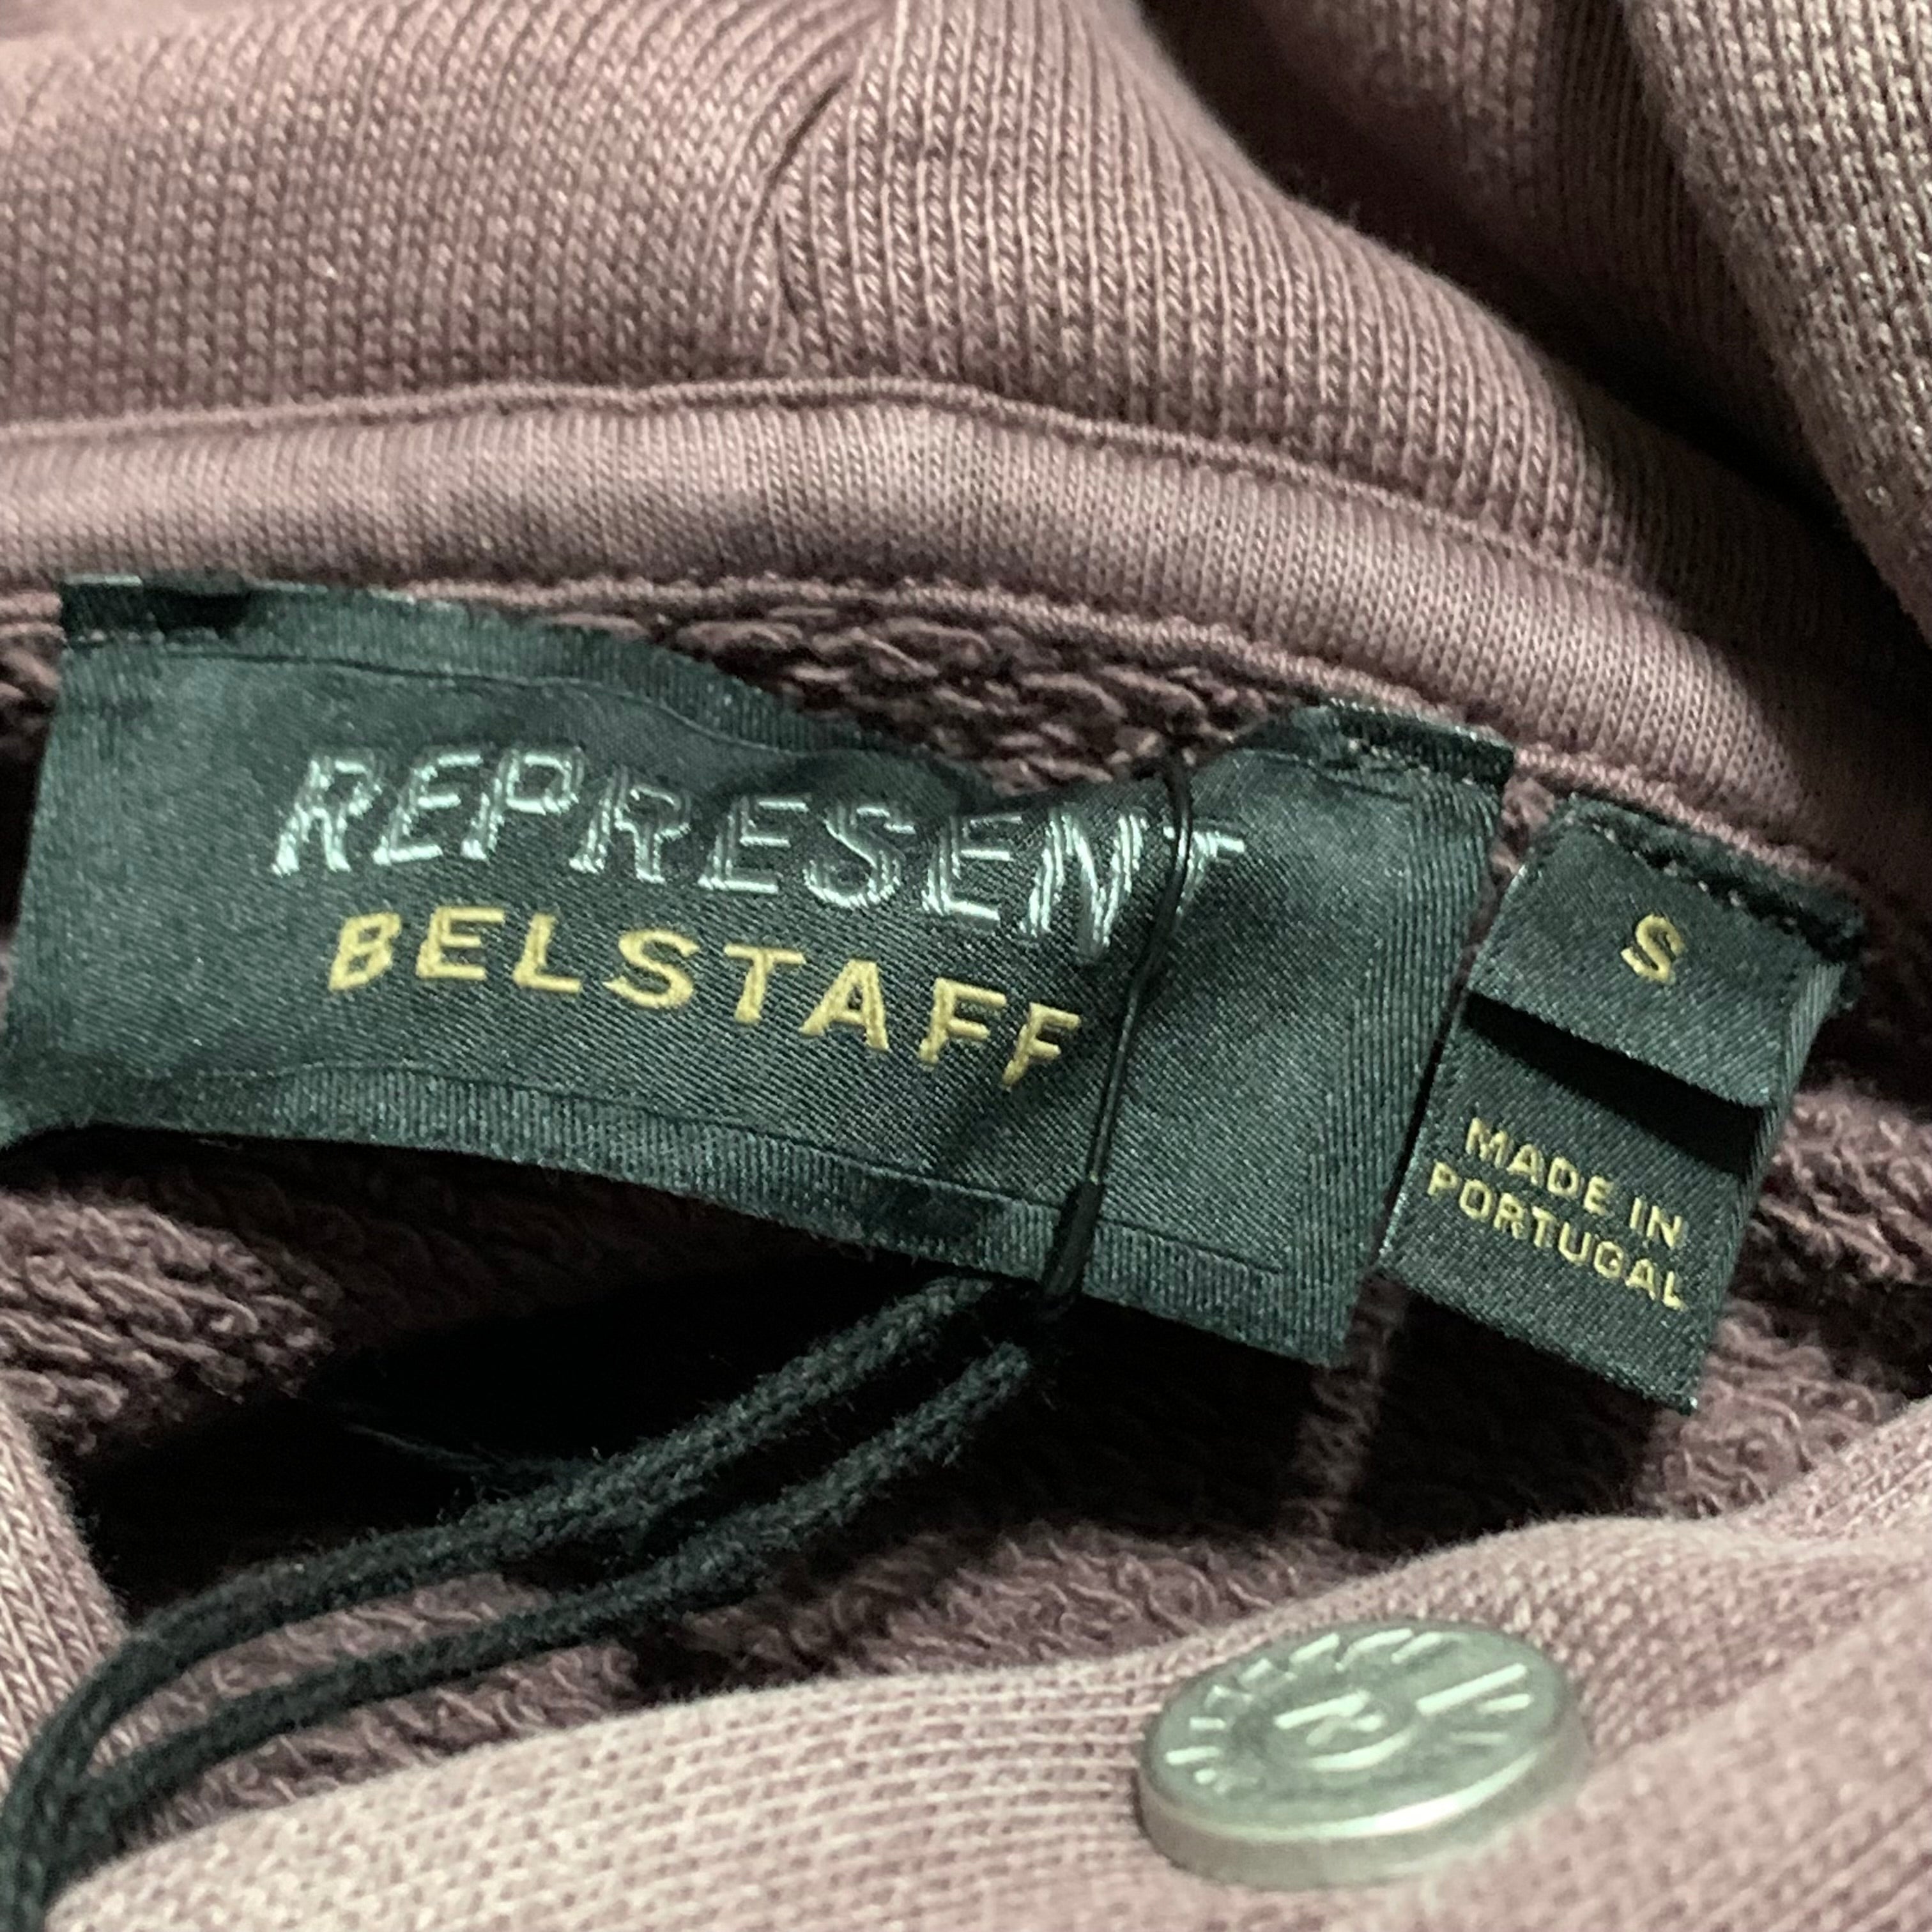 REPRESENT
BELSTAFF
S
MADE IN
PORTUGAL